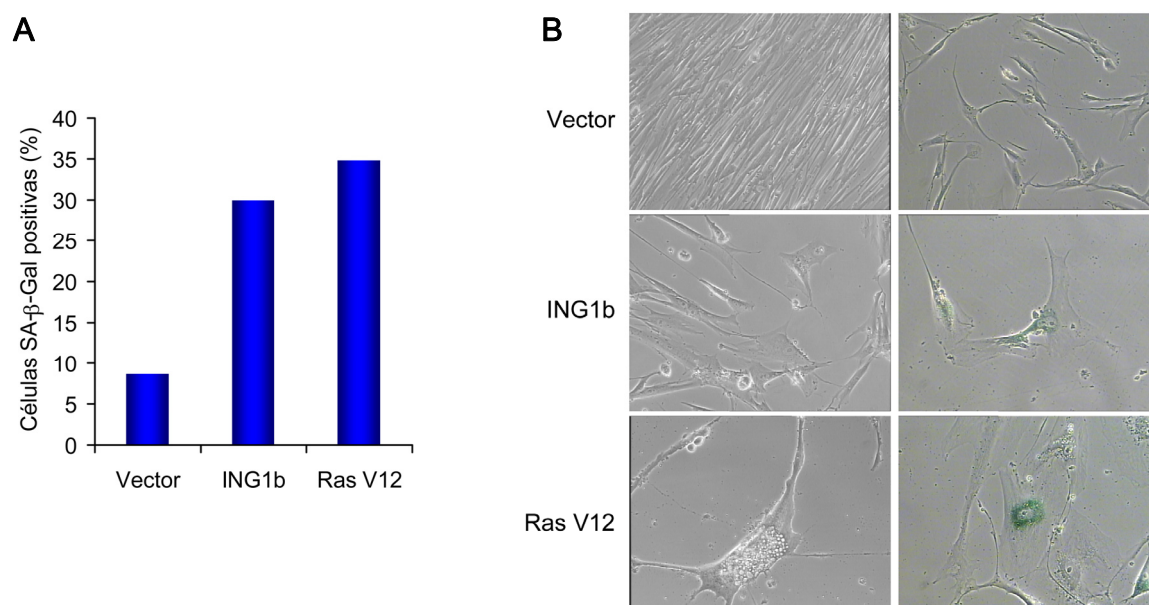 A
Células SA-β-Gal positivas (%)
40
35
30
25
20
15
10
5
0
Vector
ING1b
Ras V12
B
Vector
ING1b
Ras V12